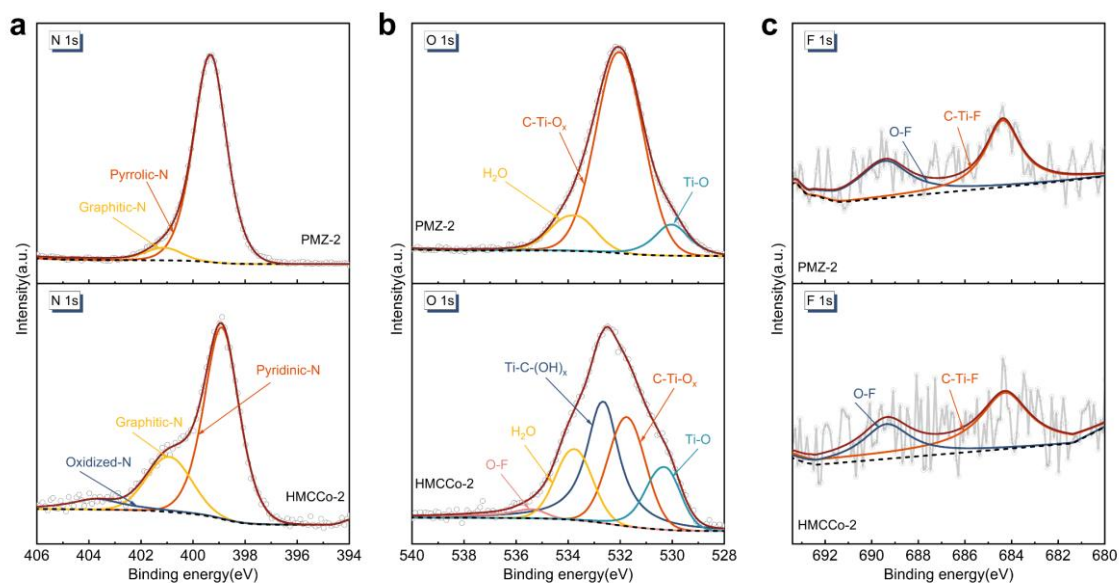 a
N 1s
Pyrrolic-N
Graphitic-N
PMZ-2
N 1s
Pyridinic-N
Graphitic-N
Oxidized-N
HMCCo-2
Intensity(a.u.)
406 404 402 400 398 396 394
Binding energy(eV)
b
O 1s
C-Ti-Oₓ
H₂O
Ti-O
PMZ-2
O 1s
Ti-C-(OH)ₓ
C-Ti-Oₓ
H₂O
Ti-O
O-F
HMCCo-2
Intensity(a.u.)
540 536 534 532 530 528
Binding energy(eV)
c
F 1s
C-Ti-F
O-F
PMZ-2
F 1s
C-Ti-F
O-F
HMCCo-2
Intensity(a.u.)
692 690 688 686 684 682 680
Binding energy(eV)